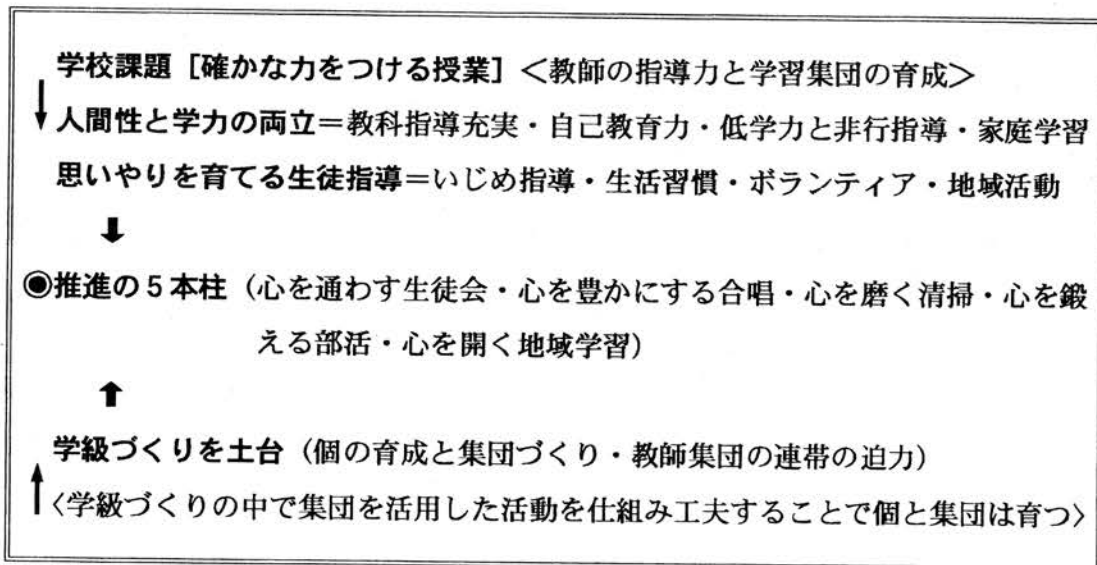 学校課題［確かな力をつける授業］＜教師の指導力と学習集団の育成＞
↓人間性と学力の両立＝教科指導充実・自己教育力・低学力と非行指導・家庭学習
思いやりを育てる生徒指導＝いじめ指導・生活習慣・ボランティア・地域活動
⬇
◉推進の５本柱（心を通わす生徒会・心を豊かにする合唱・心を磨く清掃・心を鍛
える部活・心を開く地域学習）
⬆
学級づくりを土台（個の育成と集団づくり・教師集団の連帯の迫力）
↑〈学級づくりの中で集団を活用した活動を仕組み工夫することで個と集団は育つ〉